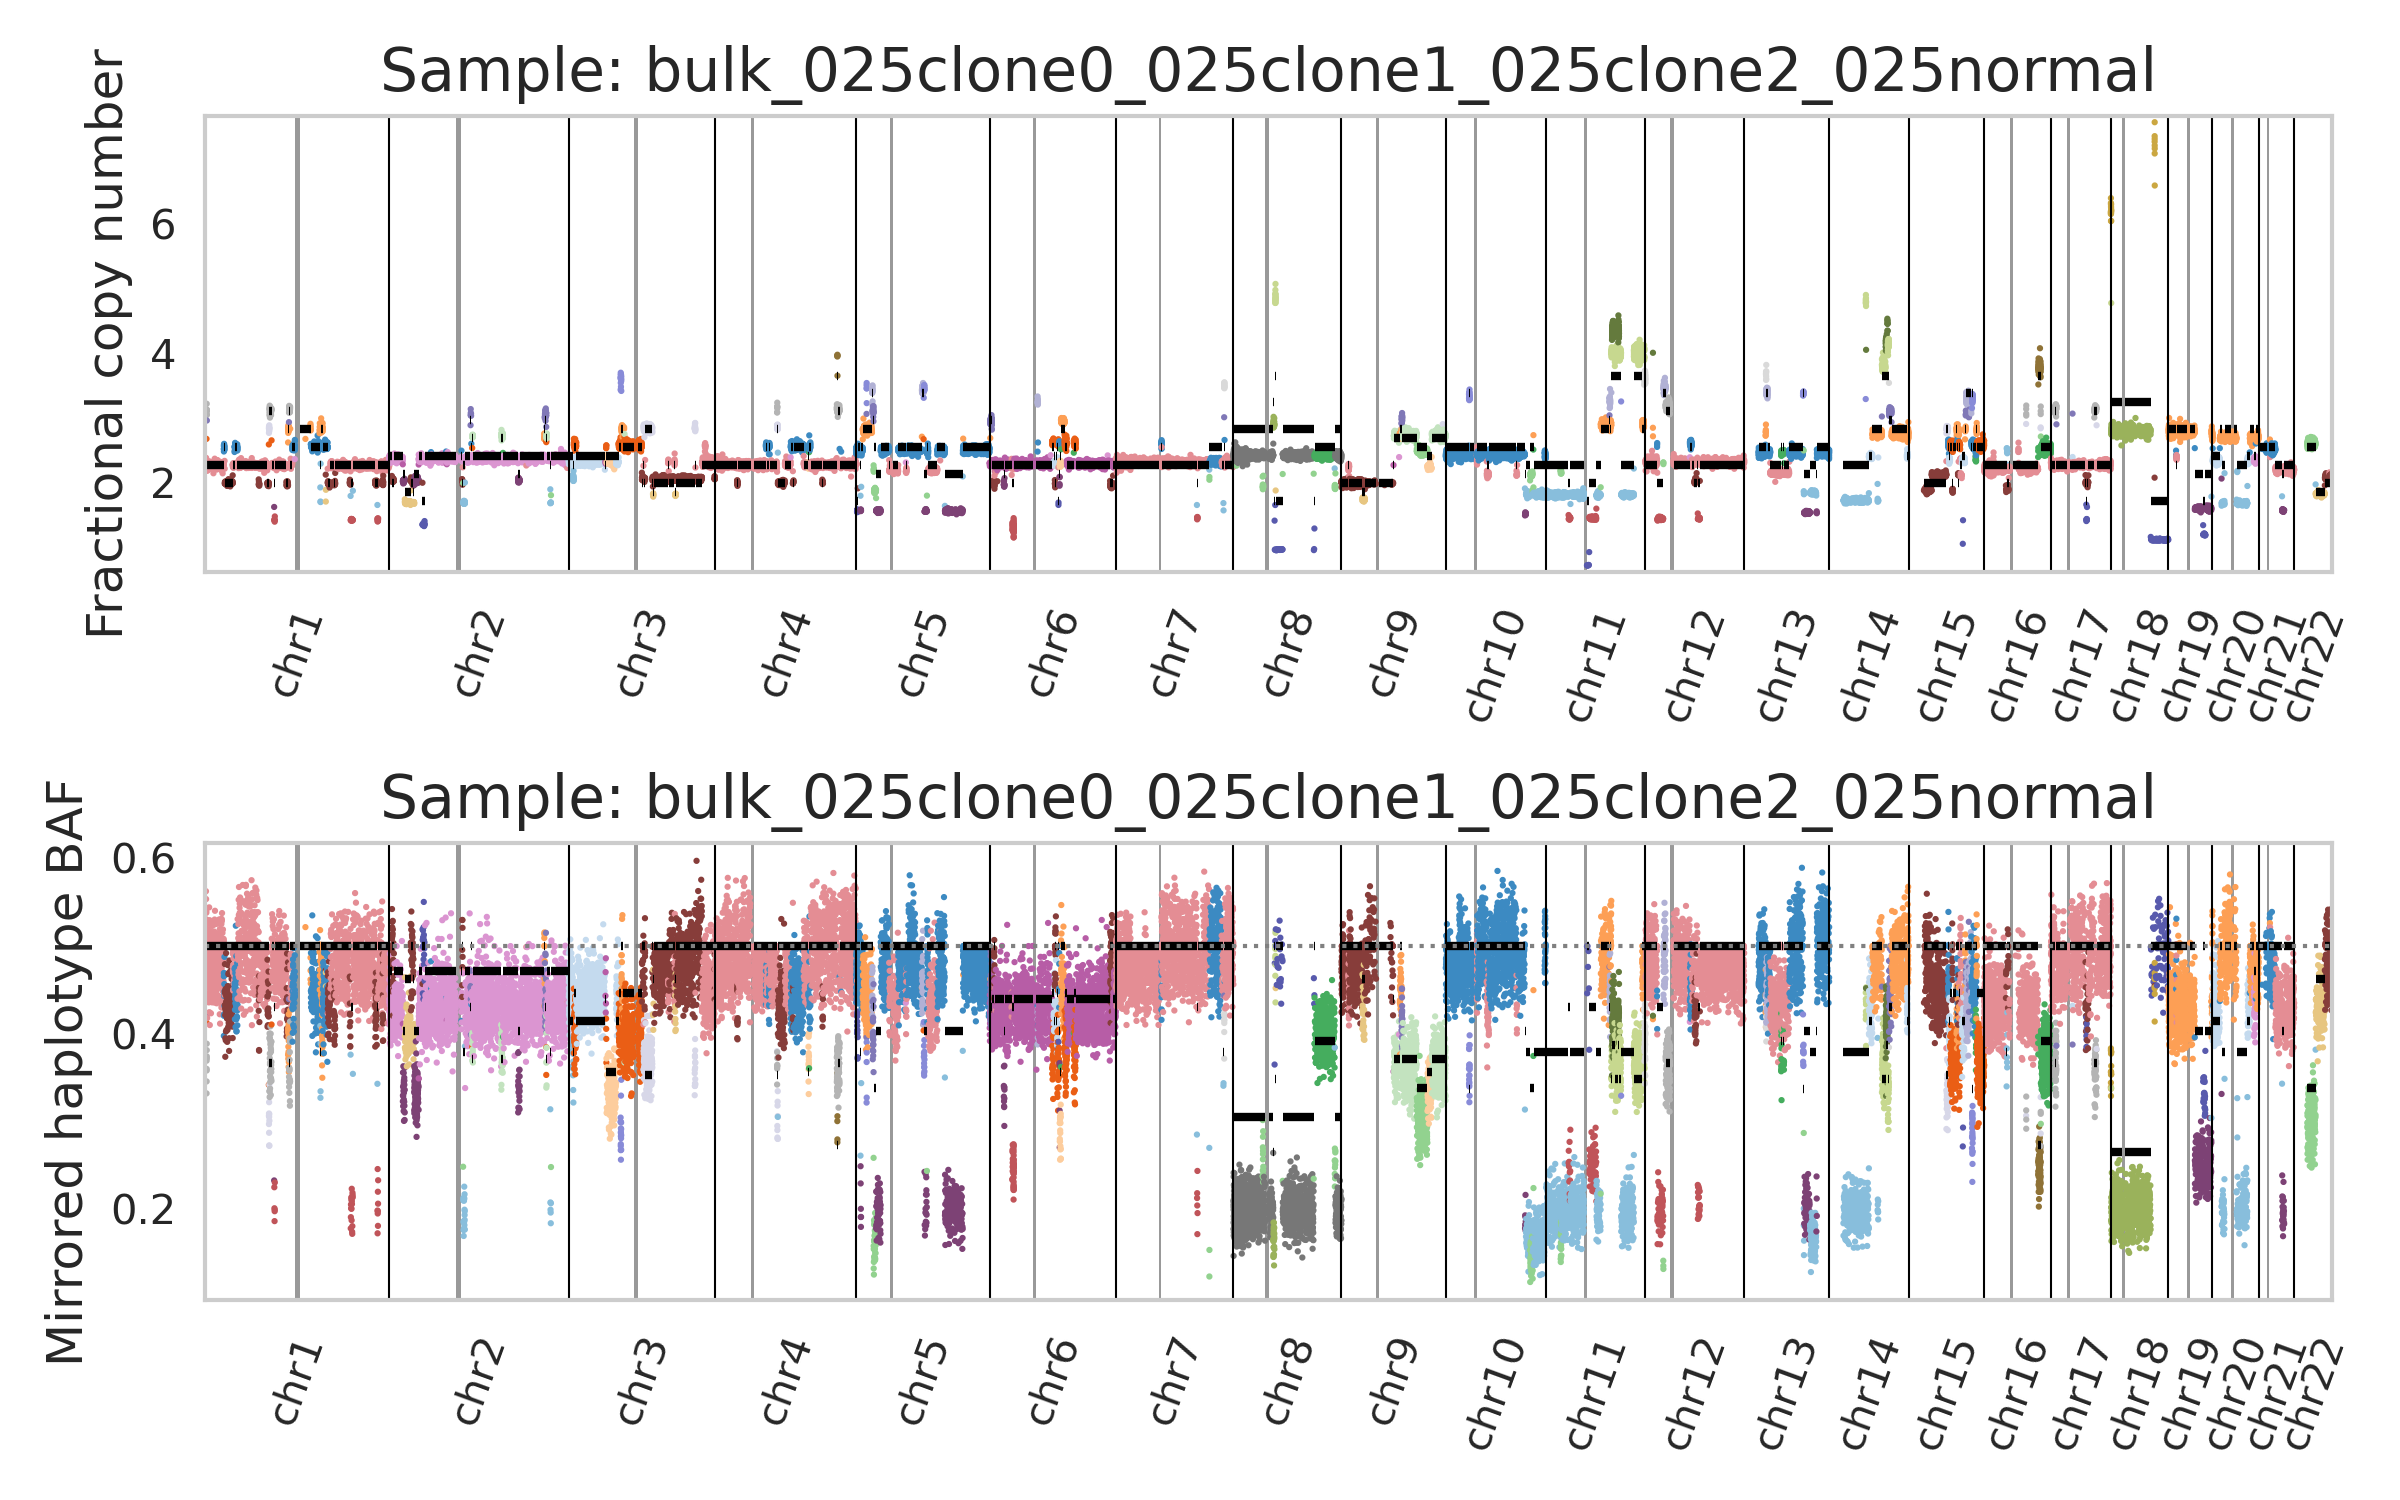 Sample: bulk_025clone0_025clone1_025clone2_025normal
Fractional copy number
6
4
2
chr1 chr2 chr3 chr4 chr5 chr6 chr7 chr8 chr9 chr10 chr11 chr12 chr13 chr14 chr15 chr16 chr17 chr18 chr19 chr20 chr21 chr22
Sample: bulk_025clone0_025clone1_025clone2_025normal
Mirrored haplotype BAF
0.6
0.4
0.2
chr1 chr2 chr3 chr4 chr5 chr6 chr7 chr8 chr9 chr10 chr11 chr12 chr13 chr14 chr15 chr16 chr17 chr18 chr19 chr20 chr21 chr22